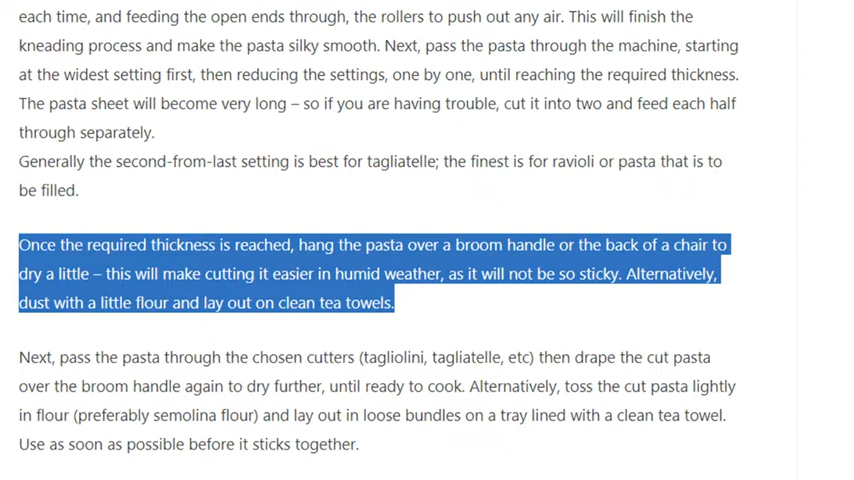 each time, and feeding the open ends through, the rollers to push out any air. This will finish the
kneading process and make the pasta silky smooth. Next, pass the pasta through the machine, starting
at the widest setting first, then reducing the settings, one by one, until reaching the required thickness.
The pasta sheet will become very long – so if you are having trouble, cut it into two and feed each half
through separately.
Generally the second-from-last setting is best for tagliatelle; the finest is for ravioli or pasta that is to
be filled.
Once the required thickness is reached, hang the pasta over a broom handle or the back of a chair to
dry a little – this will make cutting it easier in humid weather, as it will not be so sticky. Alternatively,
dust with a little flour and lay out on clean tea towels.
Next, pass the pasta through the chosen cutters (tagliolini, tagliatelle, etc) then drape the cut pasta
over the broom handle again to dry further, until ready to cook. Alternatively, toss the cut pasta lightly
in flour (preferably semolina flour) and lay out in loose bundles on a tray lined with a clean tea towel.
Use as soon as possible before it sticks together.